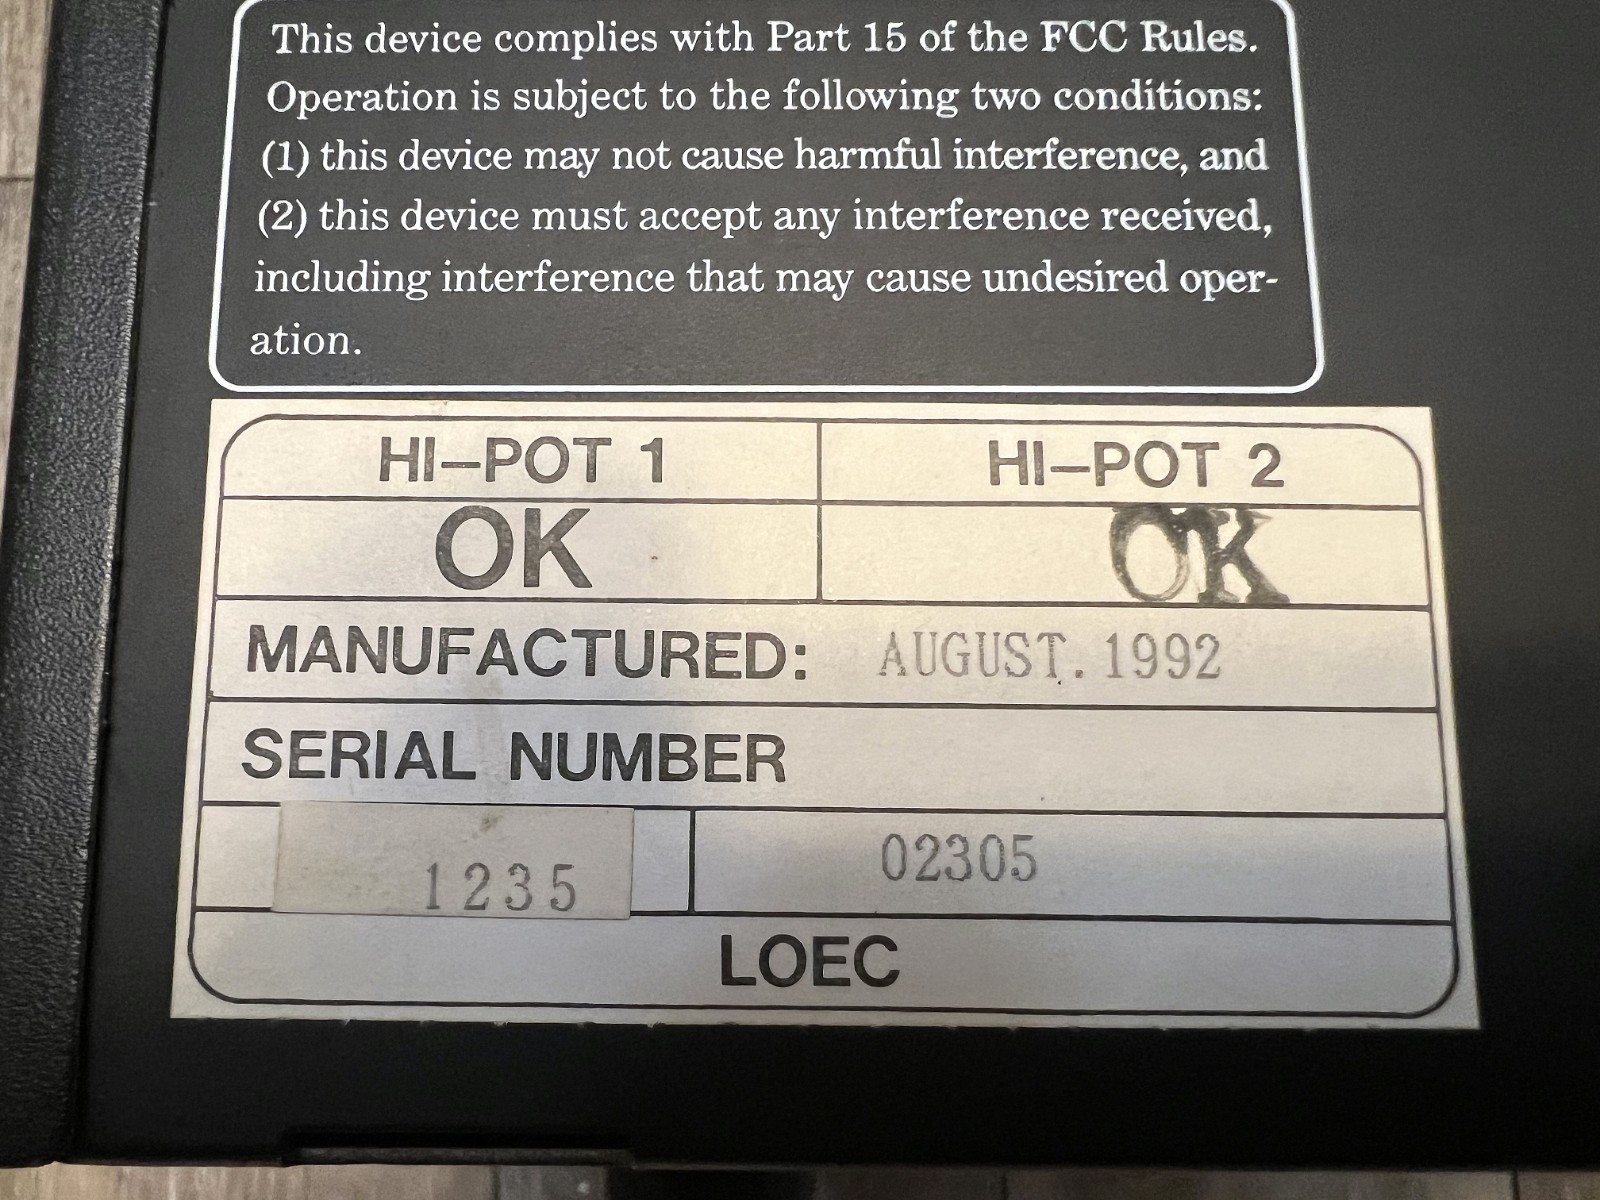 This device complies with Part 15 of the FCC Rules.
Operation is subject to the following two conditions:
(1) this device may not cause harmful interference, and
(2) this device must accept any interference received,
including interference that may cause undesired oper-
ation.
HI-POT 1 HI-POT 2
OK OK
MANUFACTURED: AUGUST. 1992
SERIAL NUMBER
1235 02305
LOEC